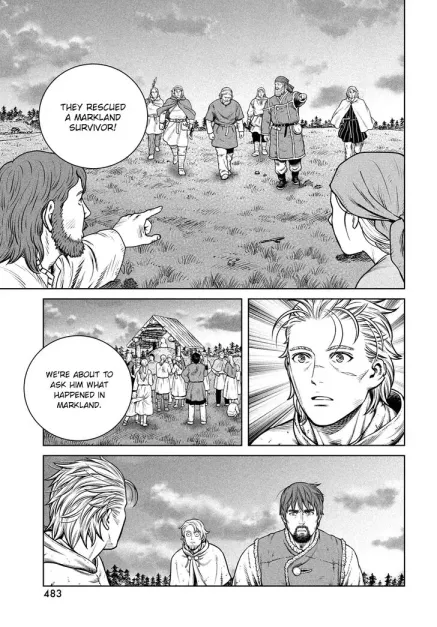 THEY RESCUED
A MARKLAND
SURVIVOR!
WE'RE ABOUT TO
ASK HIM WHAT
HAPPENED IN
MARKLAND.
483